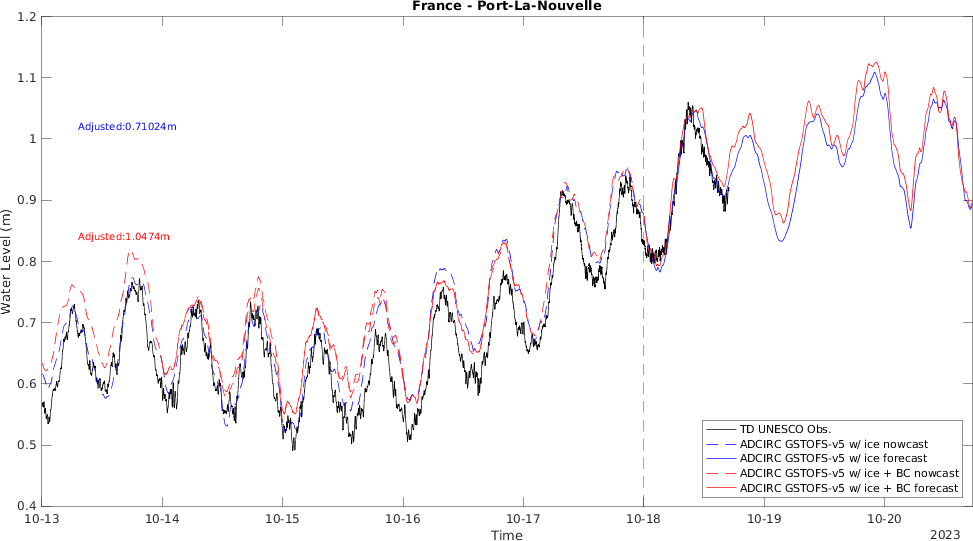 France - Port-La-Nouvelle
1.2
1.1
1
0.9
0.8
0.7
0.6
0.5
0.4
Water Level (m)
Adjusted:0.71024m
Adjusted:1.0474m
TD UNESCO Obs.
ADCIRC GSTOFS-v5 w/ ice nowcast
ADCIRC GSTOFS-v5 w/ ice forecast
ADCIRC GSTOFS-v5 w/ ice + BC nowcast
ADCIRC GSTOFS-v5 w/ ice + BC forecast
10-13 10-14 10-15 10-16 10-17 10-18 10-19 10-20
Time
2023